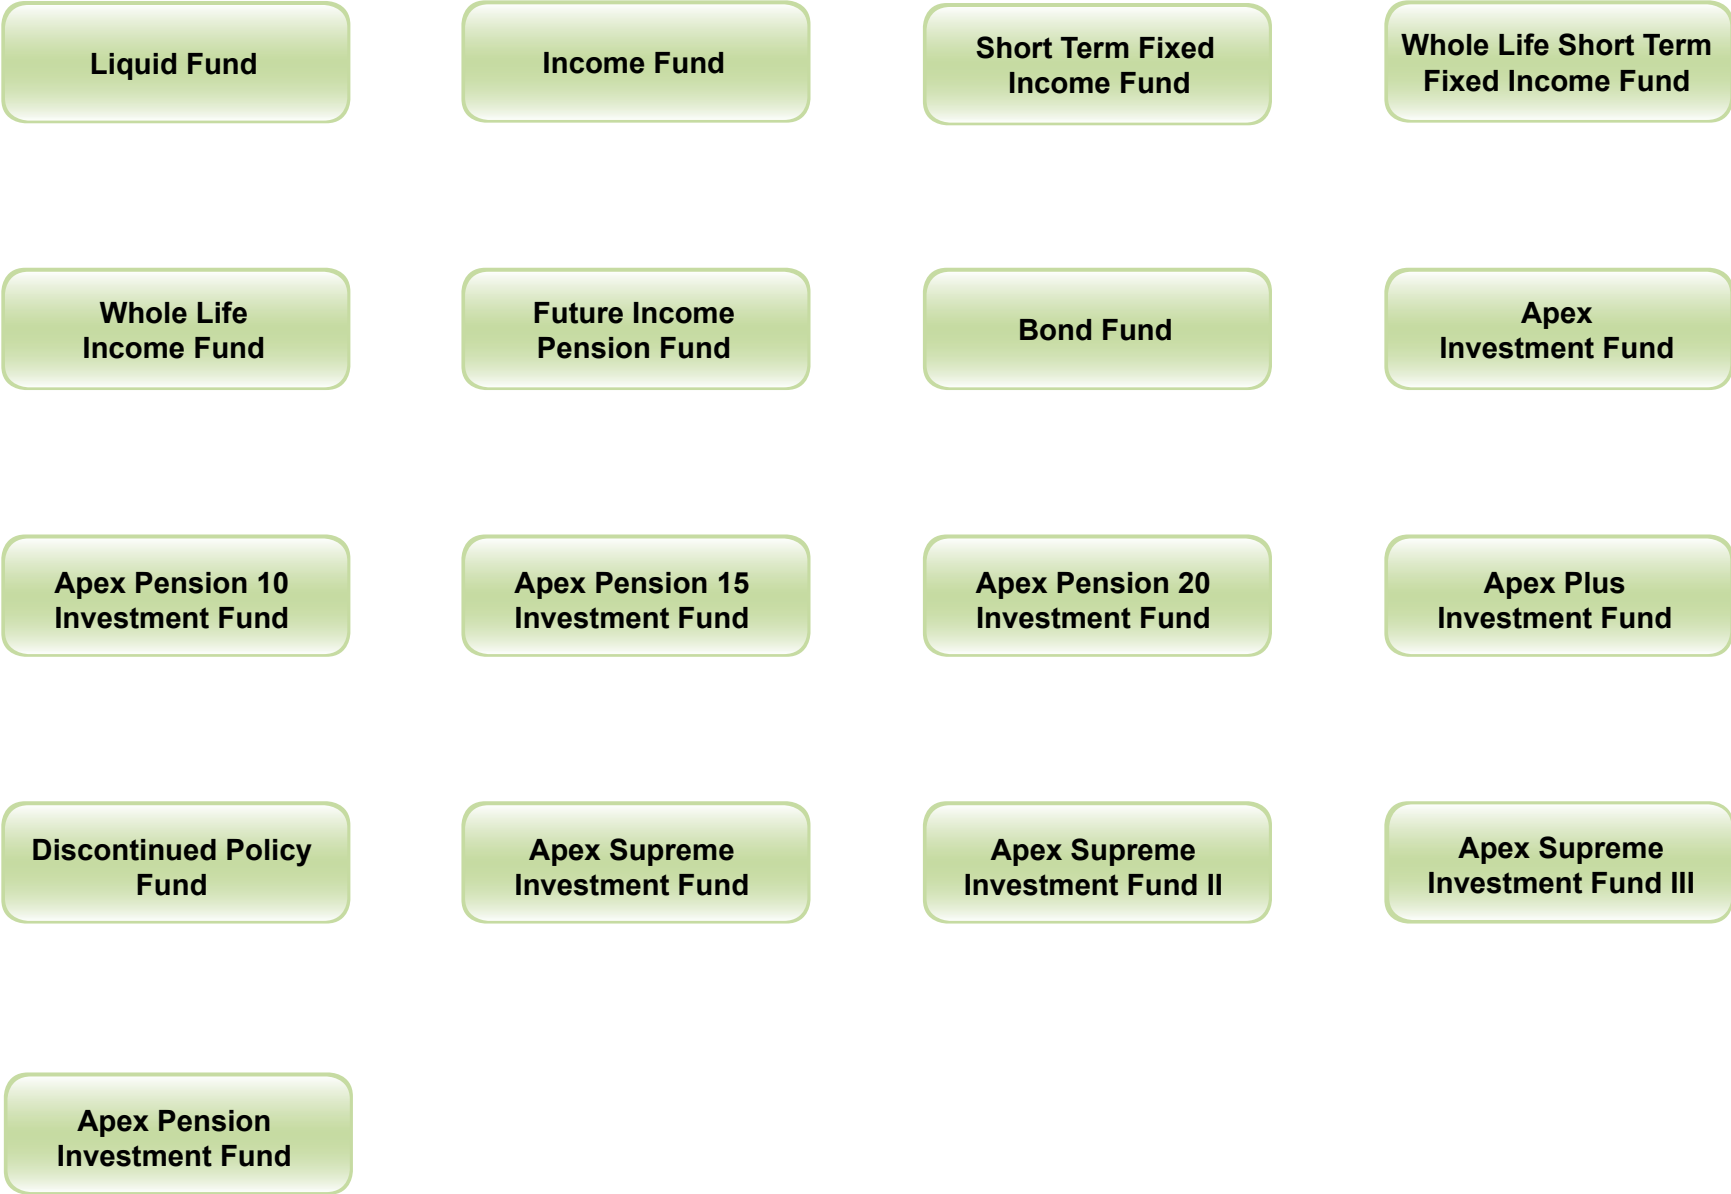 Liquid Fund
Income Fund
Short Term Fixed
Income Fund
Whole Life Short Term
Fixed Income Fund
Whole Life
Income Fund
Future Income
Pension Fund
Bond Fund
Apex
Investment Fund
Apex Pension 10
Investment Fund
Apex Pension 15
Investment Fund
Apex Pension 20
Investment Fund
Apex Plus
Investment Fund
Discontinued Policy
Fund
Apex Supreme
Investment Fund
Apex Supreme
Investment Fund II
Apex Supreme
Investment Fund III
Apex Pension
Investment Fund